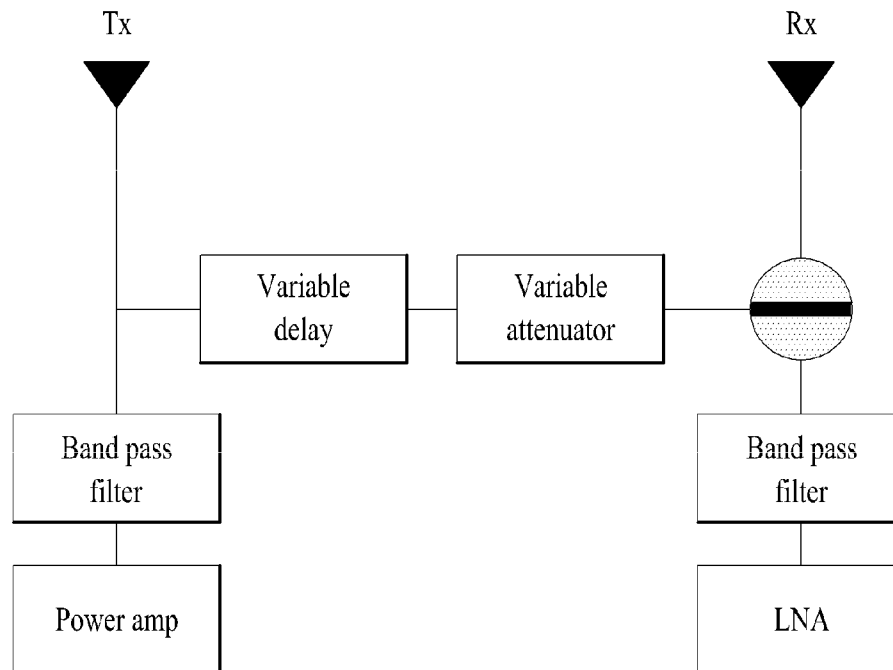 Tx
Rx
Variable
delay
Variable
attenuator
Band pass
filter
Band pass
filter
Power amp
LNA